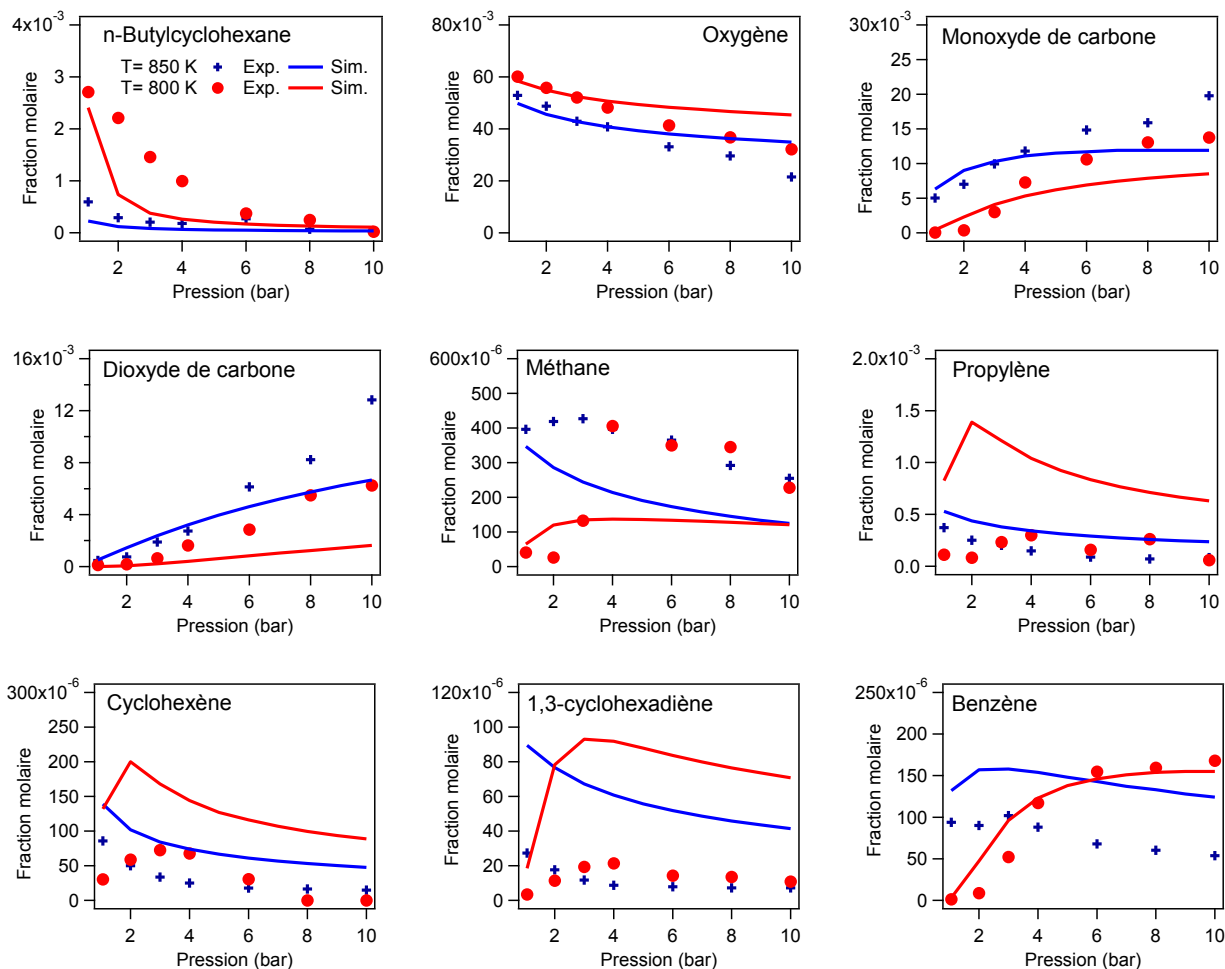 4x10-3
n-Butylcyclohexane
T= 850 K Exp. Sim.
T= 800 K Exp. Sim.
3
2
1
0
Fraction molaire
2 4 6 8 10
Pression (bar)
80x10-3
Oxygène
60
40
20
0
Fraction molaire
2 4 6 8 10
Pression (bar)
30x10-3
Monoxyde de carbone
25
20
15
10
5
0
Fraction molaire
2 4 6 8 10
Pression (bar)
16x10-3
Dioxyde de carbone
12
8
4
0
Fraction molaire
2 4 6 8 10
Pression (bar)
600x10-6
Méthane
500
400
300
200
100
0
Fraction molaire
2 4 6 8 10
Pression (bar)
2.0x10-3
Propylène
1.5
1.0
0.5
0.0
Fraction molaire
2 4 6 8 10
Pression (bar)
300x10-6
Cyclohexène
250
200
150
100
50
0
Fraction molaire
2 4 6 8 10
Pression (bar)
120x10-6
1,3-cyclohexadiène
100
80
60
40
20
0
Fraction molaire
2 4 6 8 10
Pression (bar)
250x10-6
Benzène
200
150
100
50
0
Fraction molaire
2 4 6 8 10
Pression (bar)